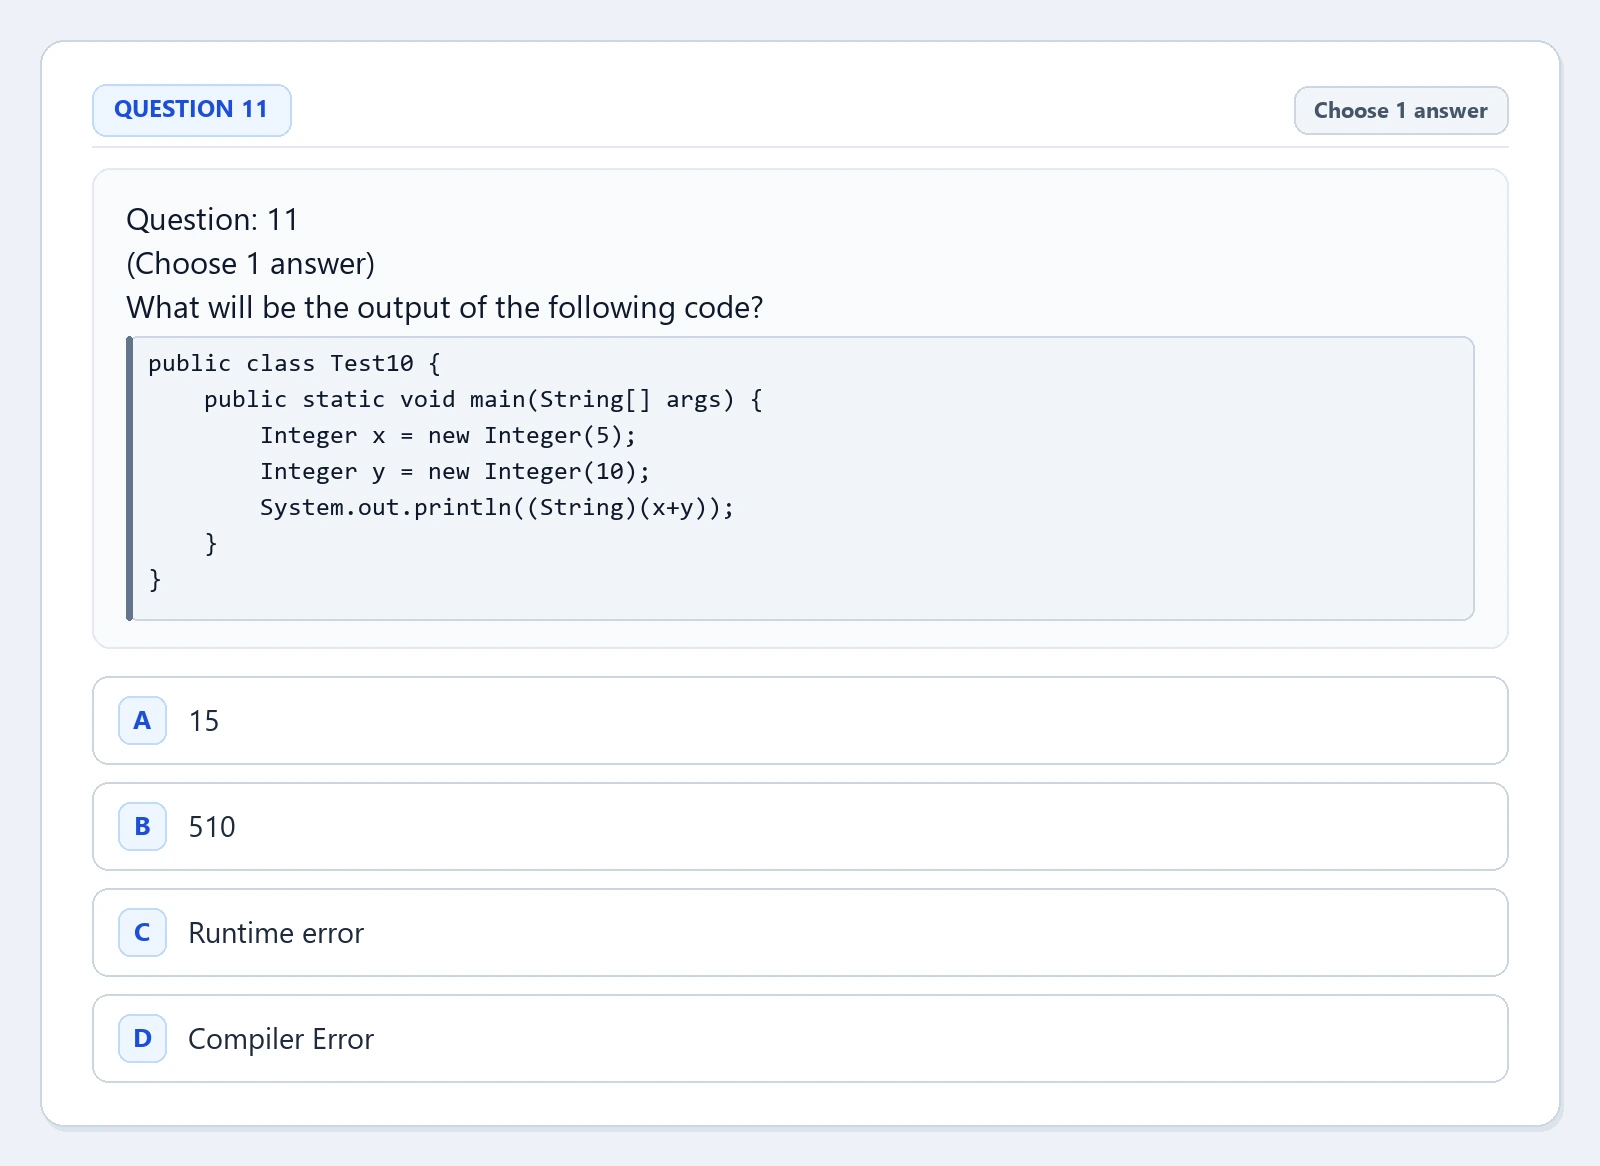 QUESTION 11
Choose 1 answer
Question: 11
(Choose 1 answer)
What will be the output of the following code?
public class Test10 {
    public static void main(String[] args) {
        Integer x = new Integer(5);
        Integer y = new Integer(10);
        System.out.println((String)(x+y));
    }
}
A 15
B 510
C Runtime error
D Compiler Error